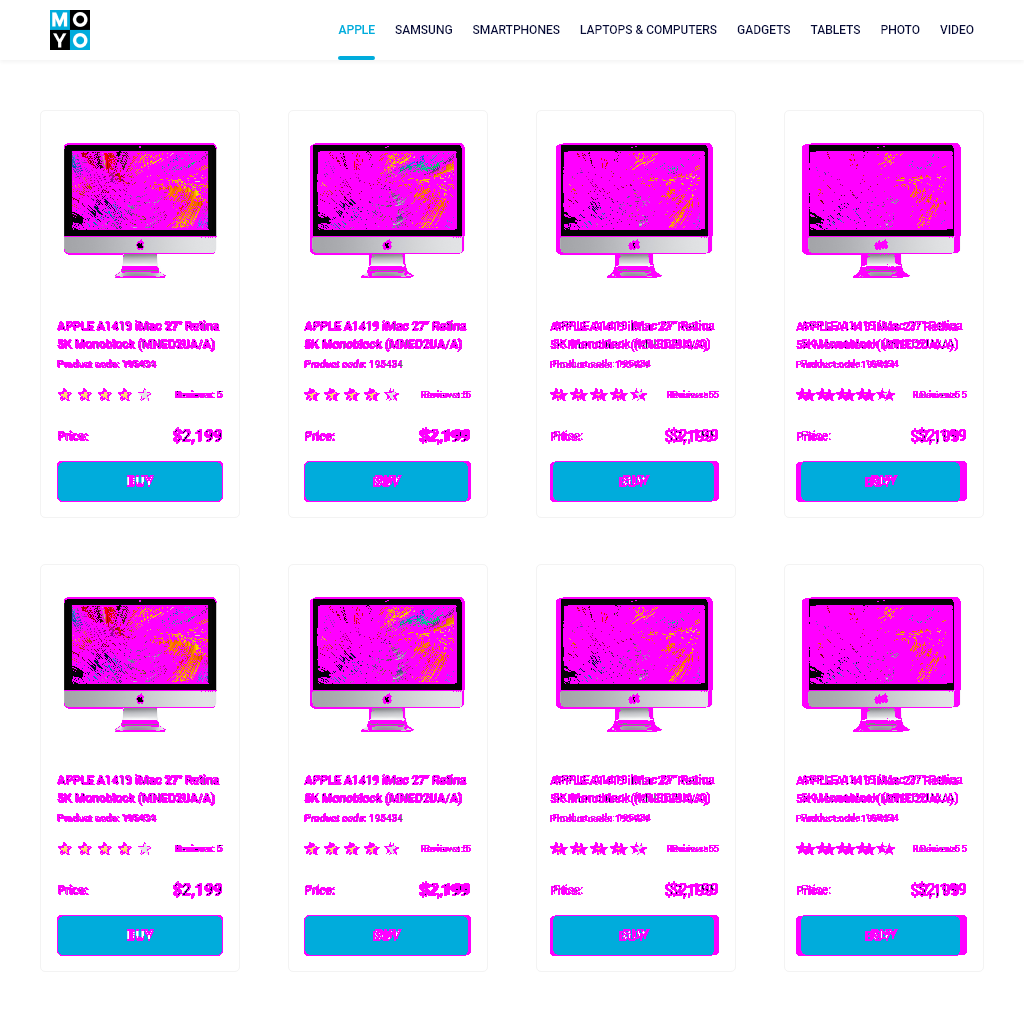 MO
YO
APPLE SAMSUNG SMARTPHONES LAPTOPS & COMPUTERS GADGETS TABLETS PHOTO VIDEO
APPLE A1419 iMac 27" Retina APPLE A1419 iMac 27" Retina APPLE A1419 iMac 27" Retina APPLE A1419 iMac 27" Retina
5K Monoblock (MNED2UA/A) 5K Monoblock (MNED2UA/A) 5K Monoblock (MNED2UA/A) 5K Monoblock (MNED2UA/A)
Product code: 195434 Product code: 195434 Product code: 195434 Product code: 195434
Reviews: 5 Reviews: 5 Reviews: 5 Reviews: 5
Price: $2,199 Price: $2,199 Price: $2,199 Price: $2,199
BUY BUY BUY BUY
APPLE A1419 iMac 27" Retina APPLE A1419 iMac 27" Retina APPLE A1419 iMac 27" Retina APPLE A1419 iMac 27" Retina
5K Monoblock (MNED2UA/A) 5K Monoblock (MNED2UA/A) 5K Monoblock (MNED2UA/A) 5K Monoblock (MNED2UA/A)
Product code: 195434 Product code: 195434 Product code: 195434 Product code: 195434
Reviews: 5 Reviews: 5 Reviews: 5 Reviews: 5
Price: $2,199 Price: $2,199 Price: $2,199 Price: $2,199
BUY BUY BUY BUY